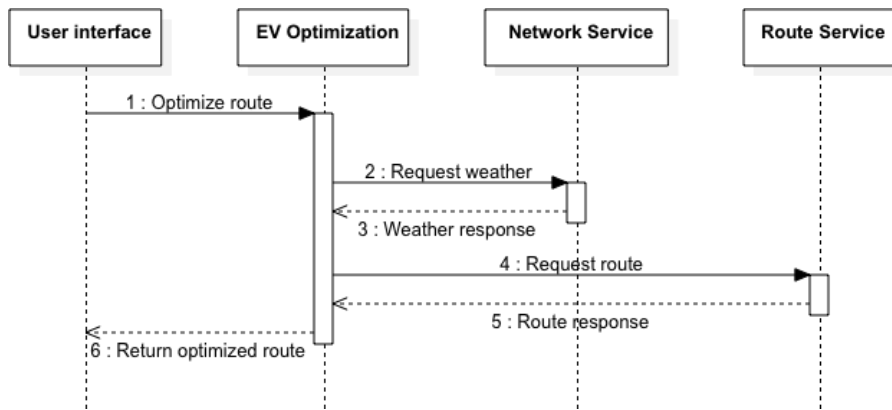 User interface
EV Optimization
Network Service
Route Service
1 : Optimize route
2 : Request weather
3 : Weather response
4 : Request route
5 : Route response
6 : Return optimized route